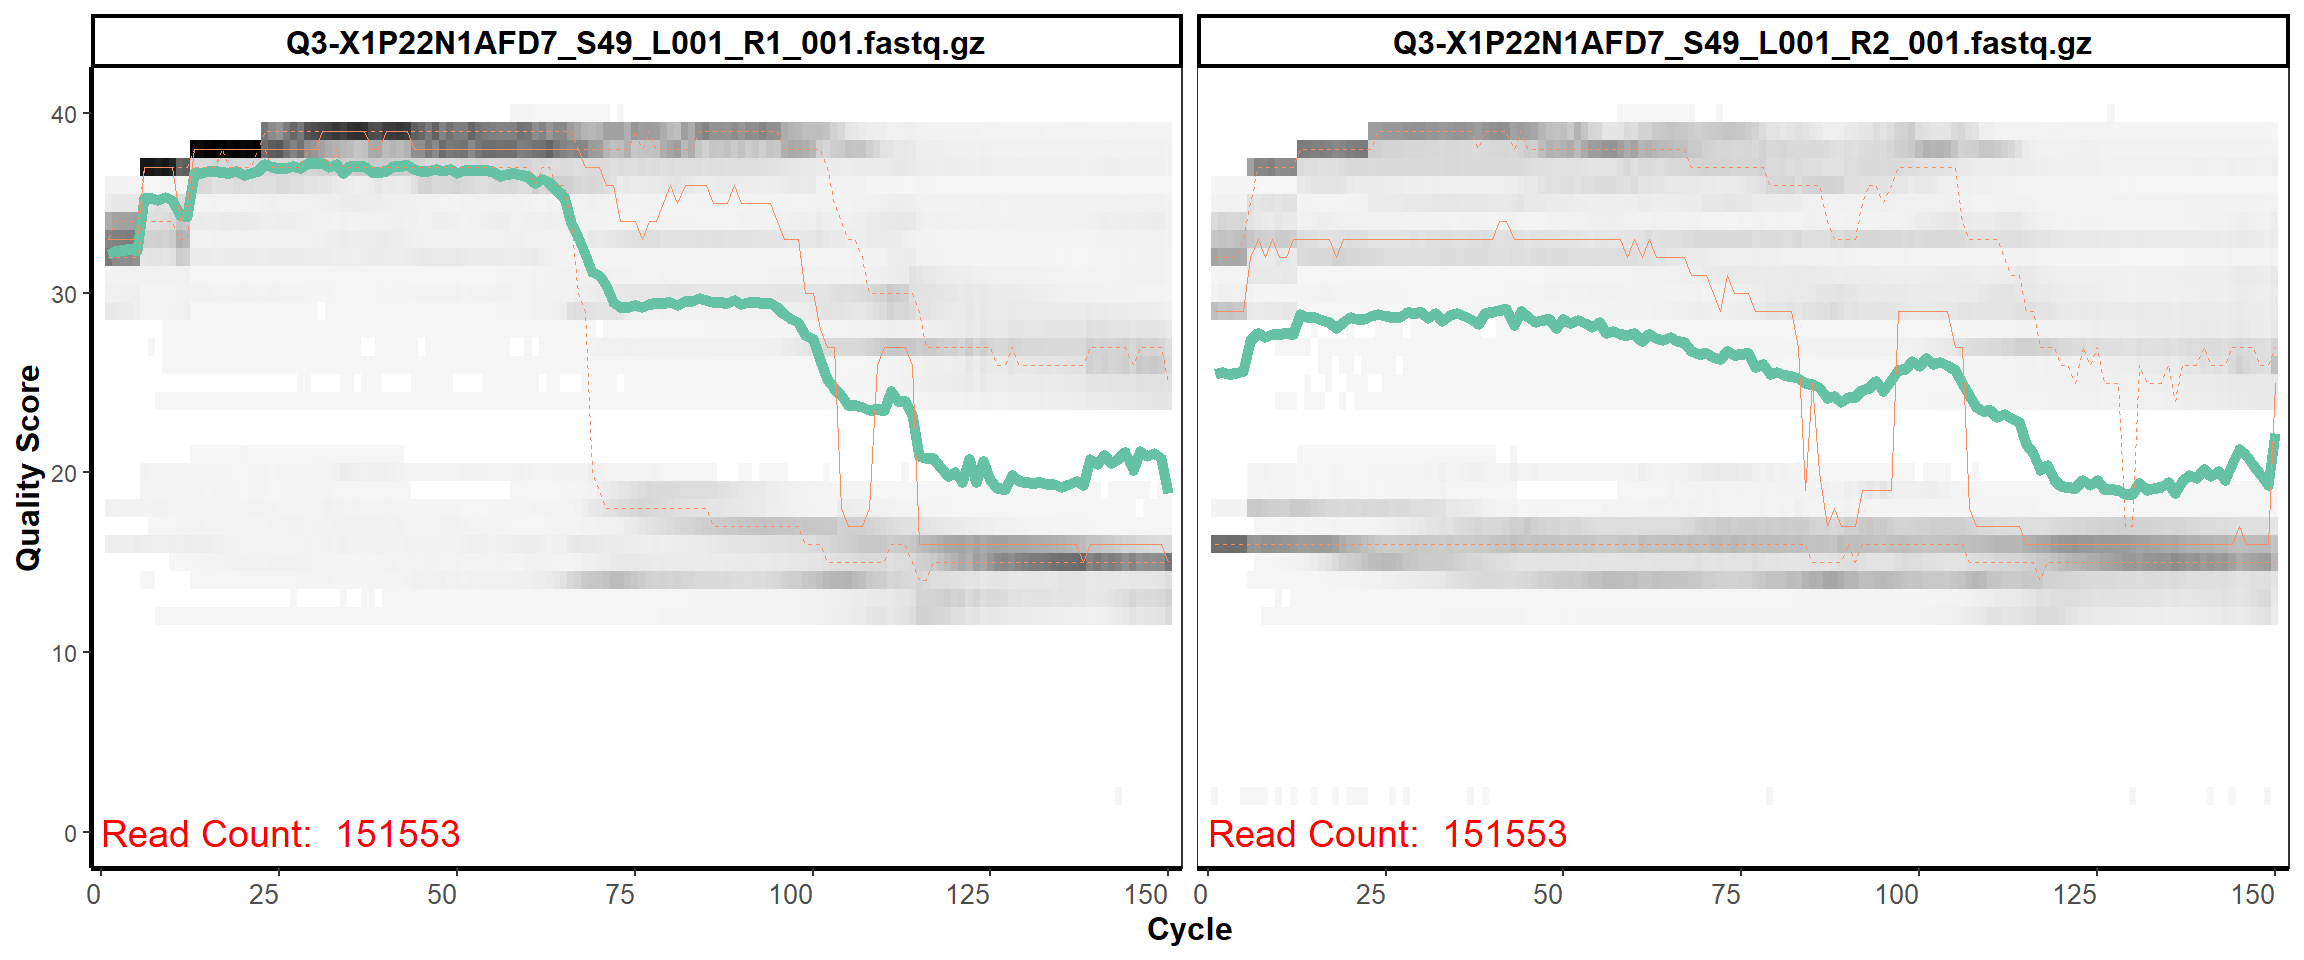 Q3-X1P22N1AFD7_S49_L001_R1_001.fastq.gz
Q3-X1P22N1AFD7_S49_L001_R2_001.fastq.gz
Quality Score
40
30
20
10
0
Read Count: 151553
Read Count: 151553
0 25 50 75 100 125 150
0 25 50 75 100 125 150
Cycle